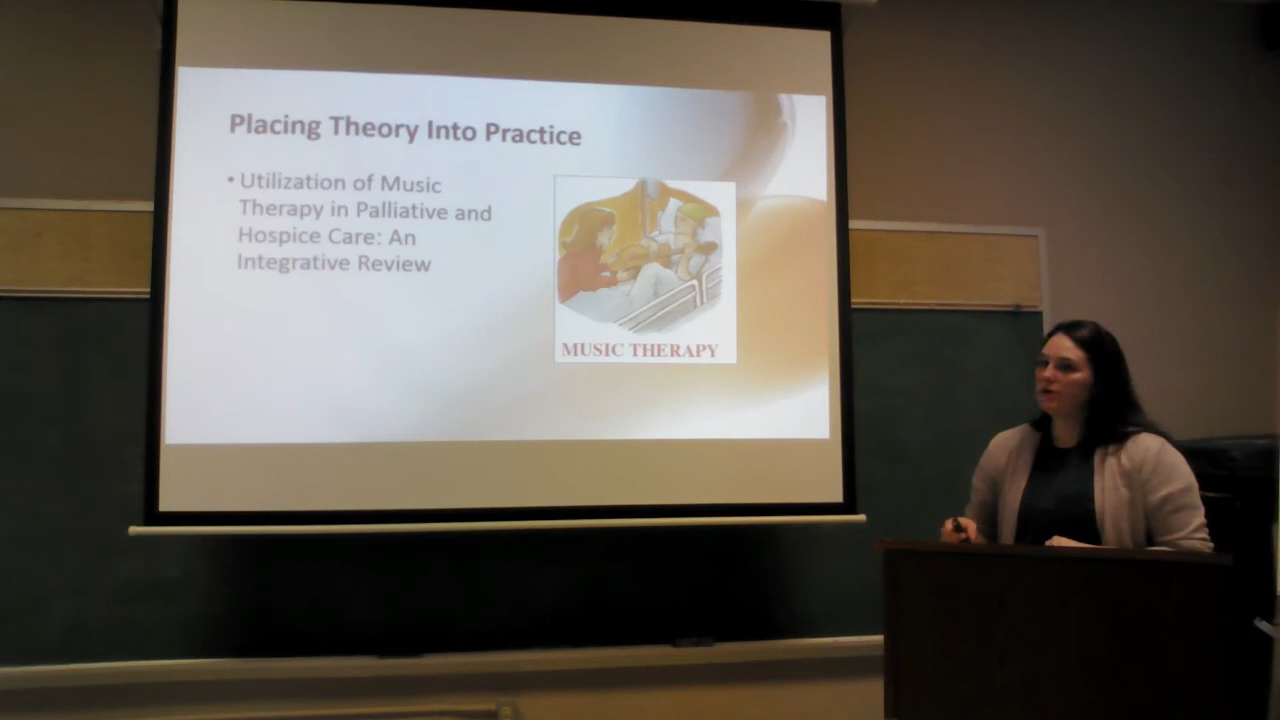 Placing Theory Into Practice
• Utilization of Music
Therapy in Palliative and
Hospice Care: An
Integrative Review
MUSIC THERAPY